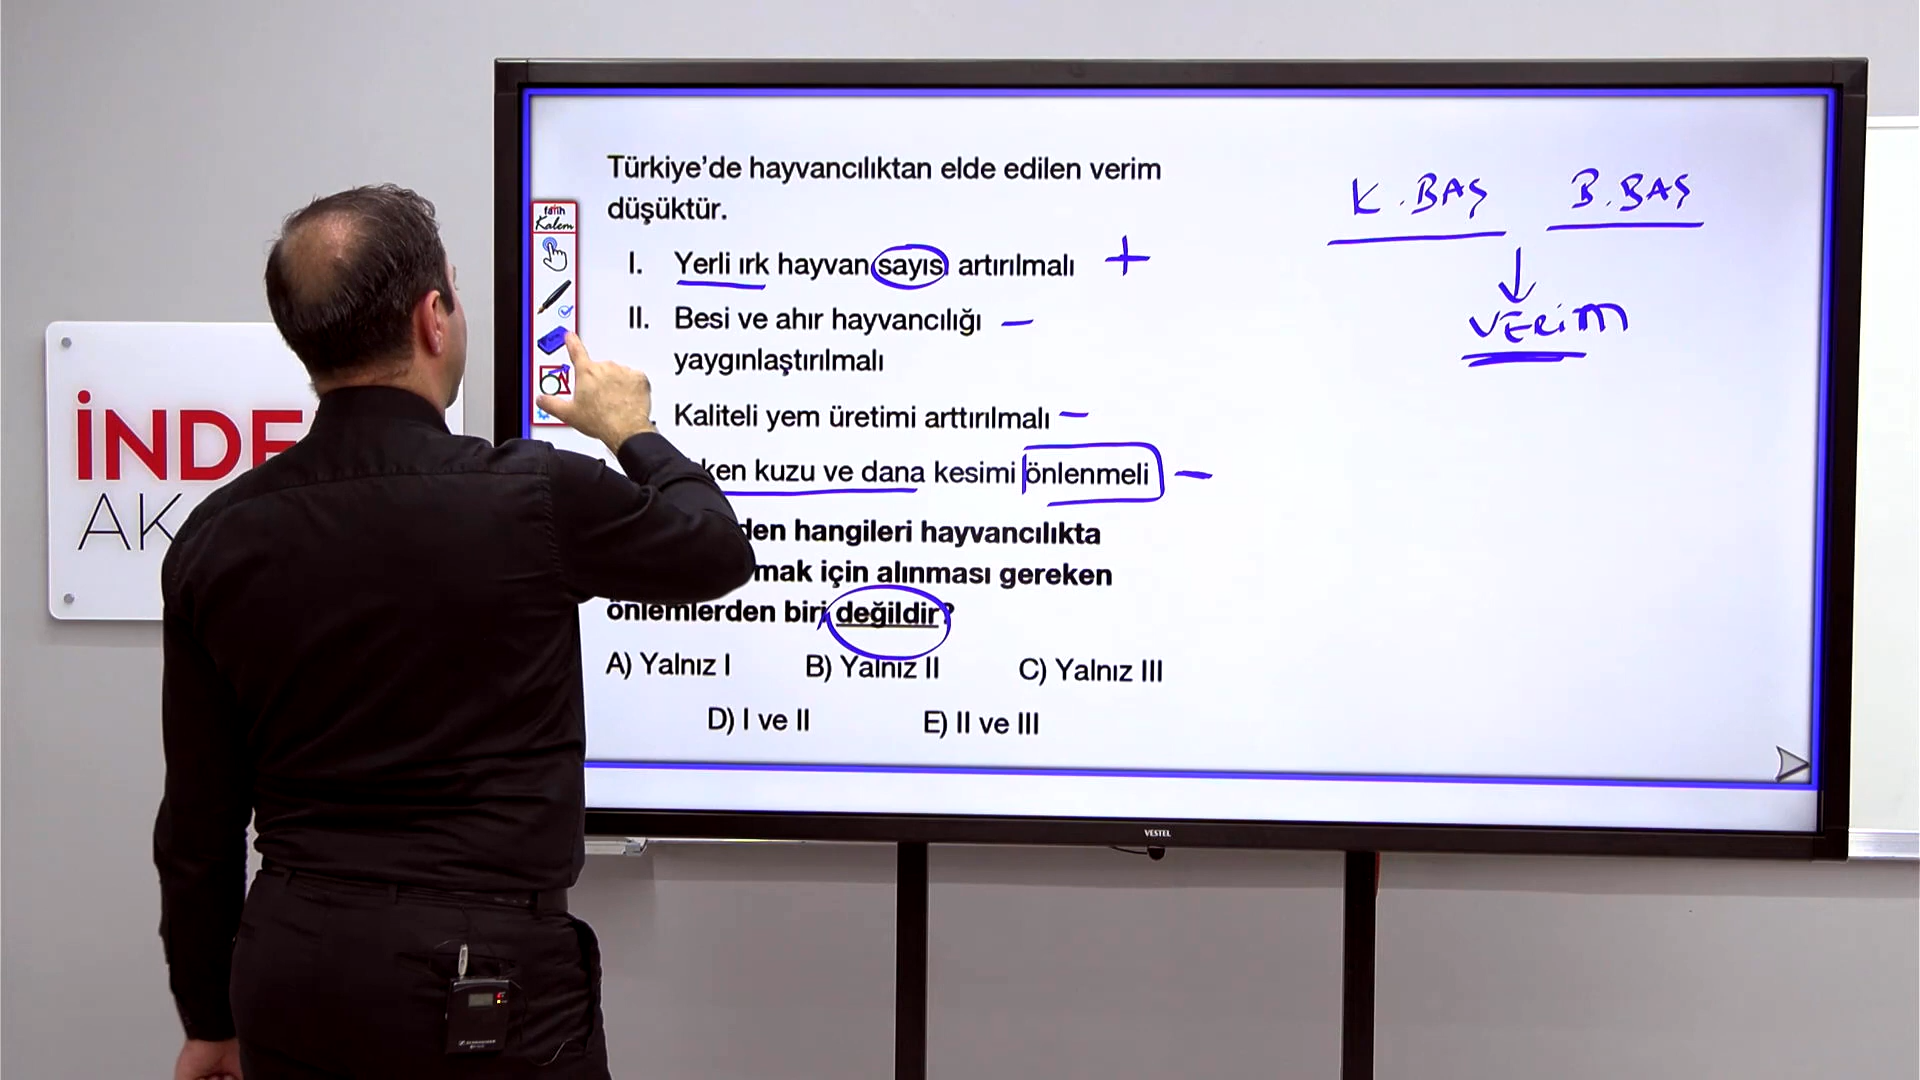 Türkiye’de hayvancılıktan elde edilen verim
düşüktür.
I. Yerli ırk hayvan sayıs artırılmalı +
II. Besi ve ahır hayvancılığı –
yaygınlaştırılmalı
Kaliteli yem üretimi arttırılmalı –
ken kuzu ve dana kesimi önlenmeli –
den hangileri hayvancılıkta
mak için alınması gereken
önlemlerden biri değildir?
A) Yalnız I B) Yalnız II C) Yalnız III
D) I ve II E) II ve III
K.BAŞ B.BAŞ
VERİM
fatih
Kalem
İNDE
AK
VESTEL